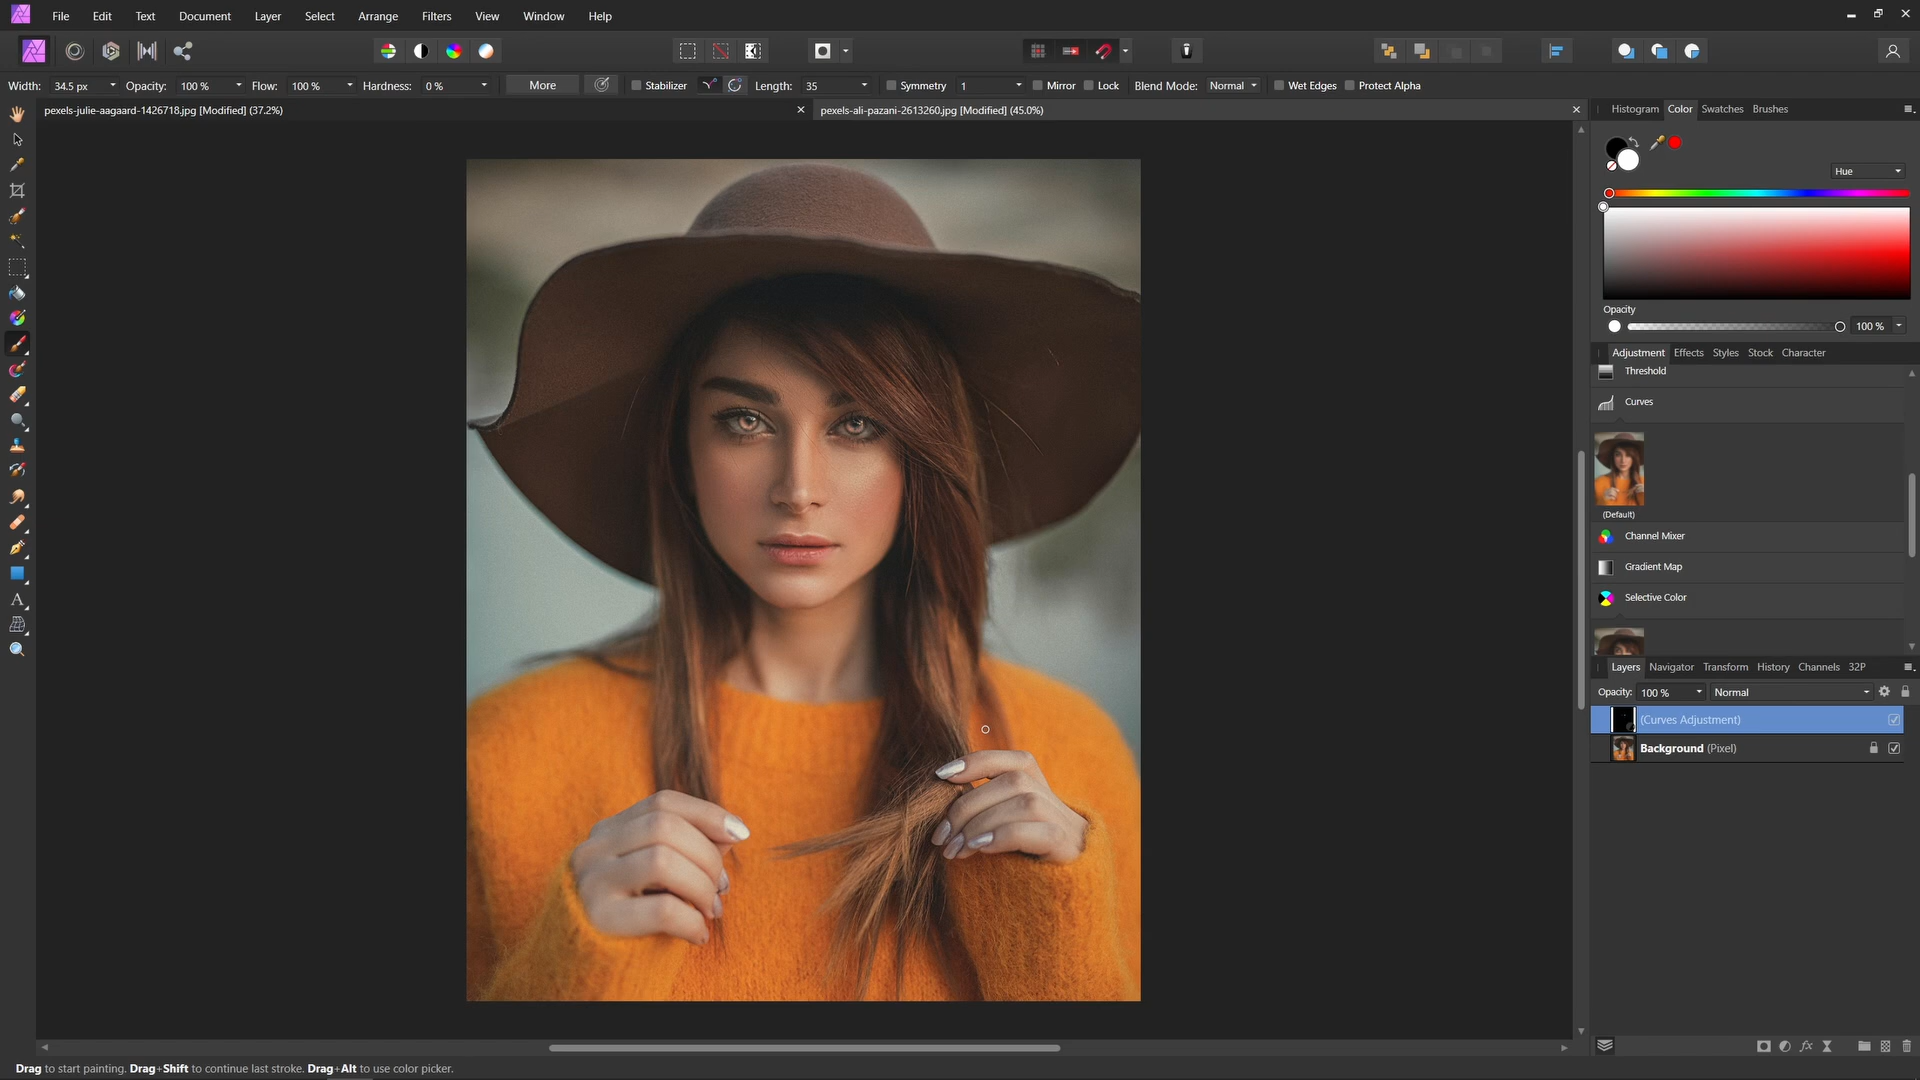 File Edit Text Document Layer Select Arrange Filters View Window Help
Width: 34.5 px Opacity: 100 % Flow: 100 % Hardness: 0 % More Stabilizer Length: 35 Symmetry 1 Mirror Lock Blend Mode: Normal Wet Edges Protect Alpha
pexels-julie-aagaard-1426718.jpg [Modified] (37.2%) pexels-ali-pazani-2613260.jpg [Modified] (45.0%)
Histogram Color Swatches Brushes
Hue
Opacity
100 %
Adjustment Effects Styles Stock Character
Threshold
Curves
(Default)
Channel Mixer
Gradient Map
Selective Color
Layers Navigator Transform History Channels 32P
Opacity: 100 % Normal
(Curves Adjustment)
Background (Pixel)
fx
Drag to start painting. Drag+Shift to continue last stroke. Drag+Alt to use color picker.